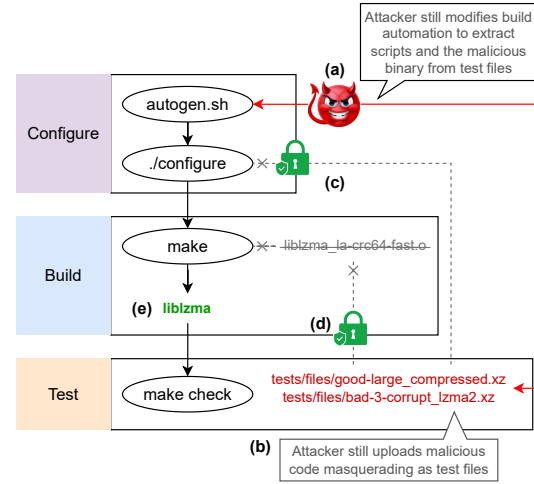 Attacker still modifies build
automation to extract
scripts and the malicious
binary from test files
(a)
autogen.sh
Configure
./configure
(c)
make
liblzma_la-crc64-fast.o
Build
(e) liblzma
(d)
tests/files/good-large_compressed.xz
Test
make check
tests/files/bad-3-corrupt_lzma2.xz
(b)
Attacker still uploads malicious
code masquerading as test files